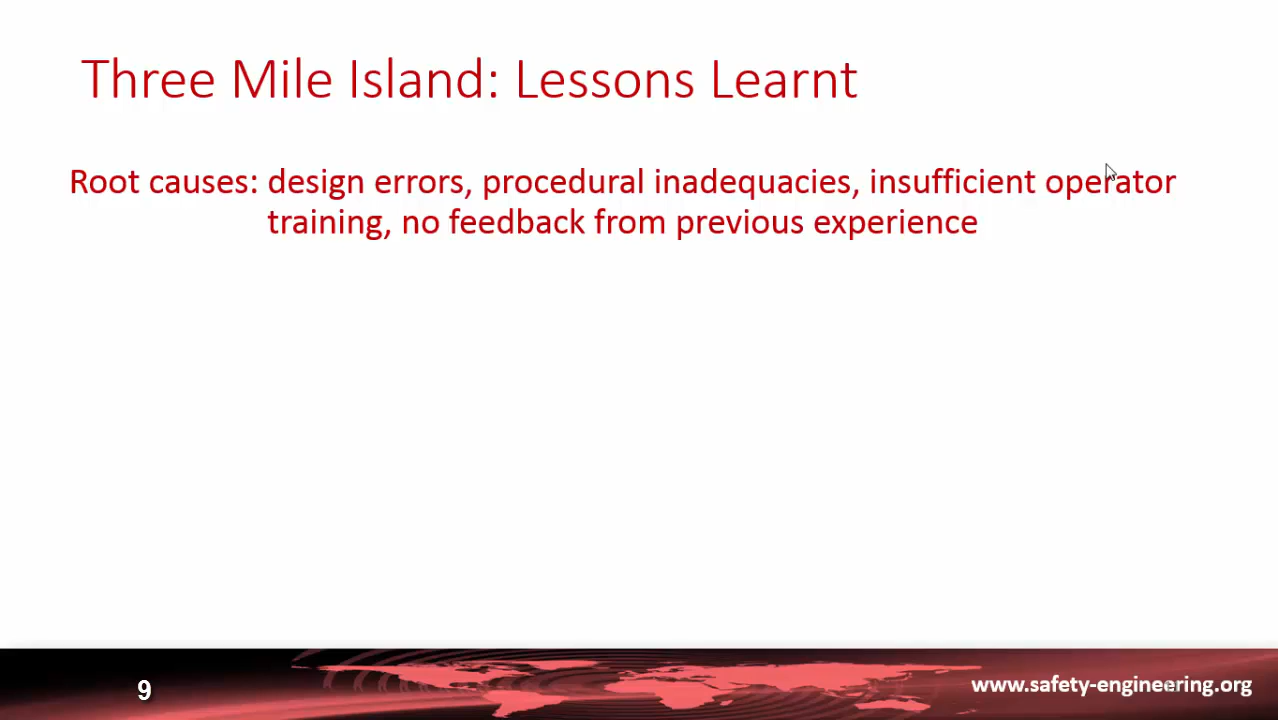 Three Mile Island: Lessons Learnt
Root causes: design errors, procedural inadequacies, insufficient operator
training, no feedback from previous experience
9
www.safety-engineering.org